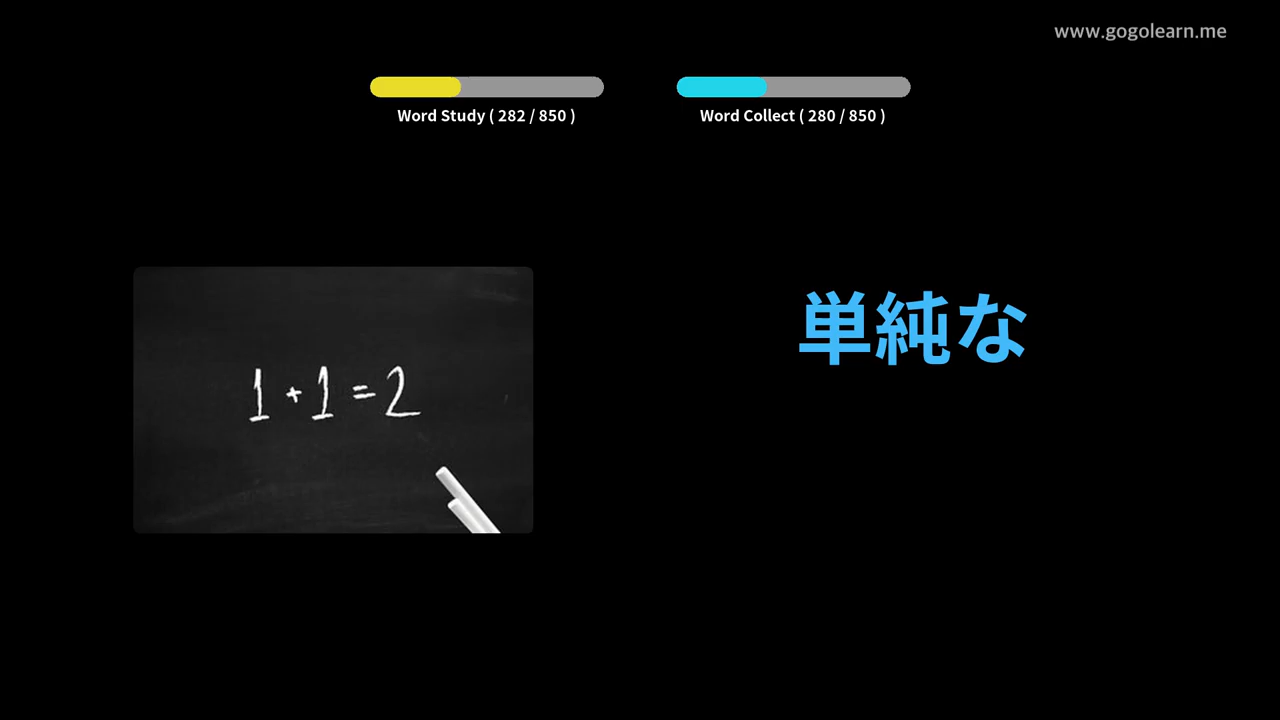 www.gogolearn.me
Word Study ( 282 / 850 )
Word Collect ( 280 / 850 )
単純な
1 + 1 = 2